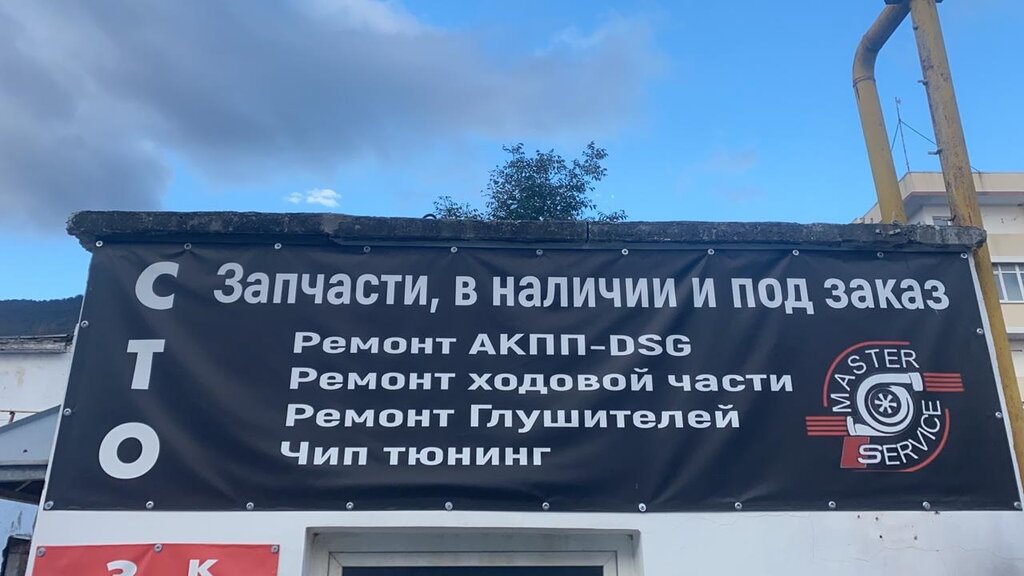 СТО
Запчасти, в наличии и под заказ
Ремонт АКПП-DSG
Ремонт ходовой части
Ремонт Глушителей
Чип тюнинг
MASTER
SERVICE
З К